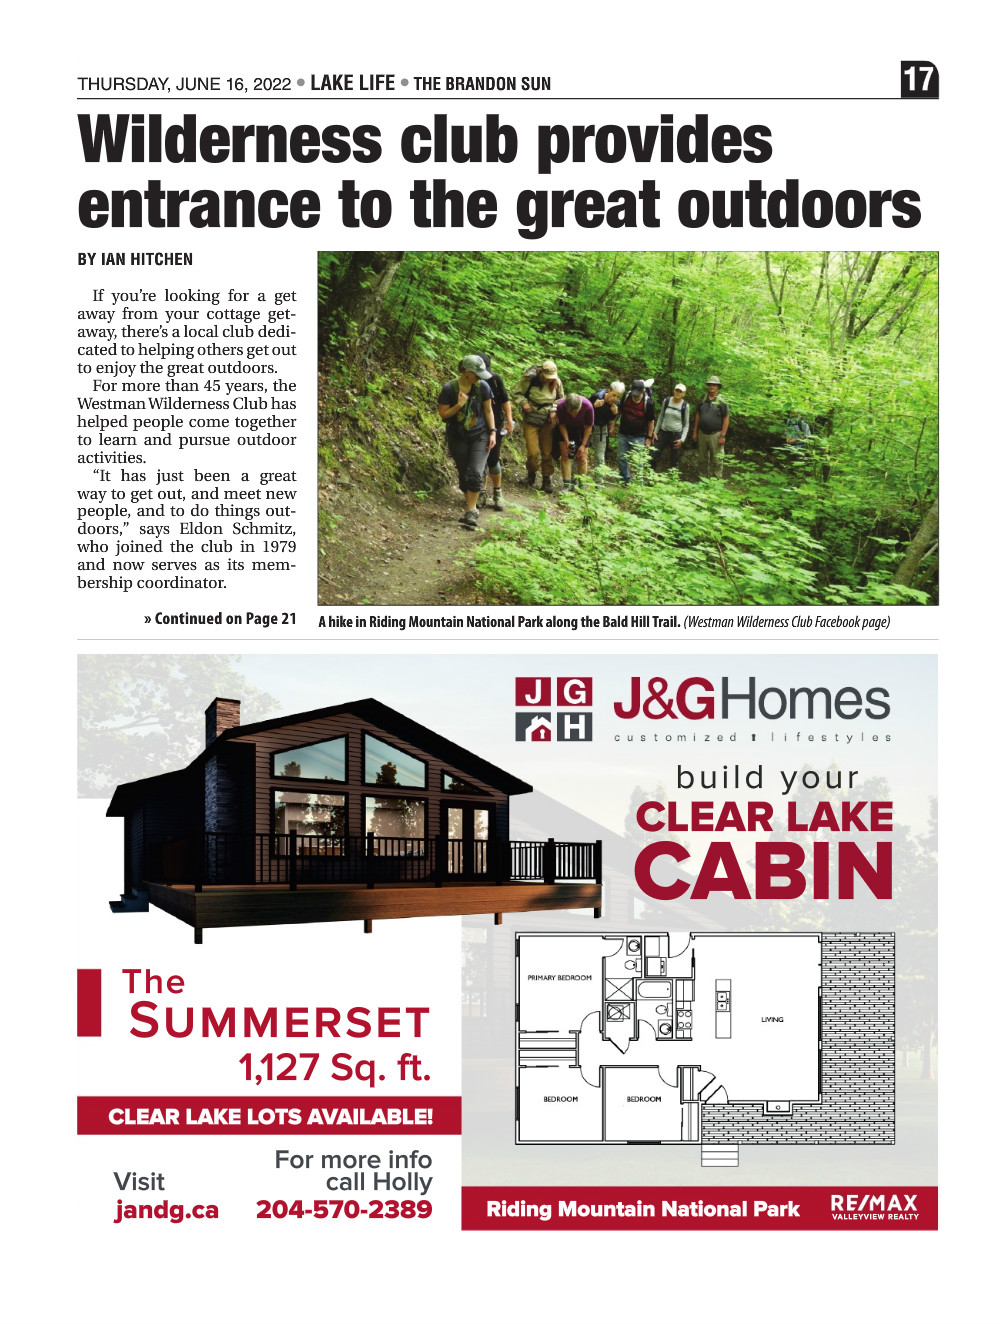 THURSDAY, JUNE 16, 2022 • LAKE LIFE • THE BRANDON SUN
17
Wilderness club provides
entrance to the great outdoors
BY IAN HITCHEN
If you’re looking for a get
away from your cottage get-
away, there’s a local club dedi-
cated to helping others get out
to enjoy the great outdoors.
For more than 45 years, the
Westman Wilderness Club has
helped people come together
to learn and pursue outdoor
activities.
“It has just been a great
way to get out, and meet new
people, and to do things out-
doors,” says Eldon Schmitz,
who joined the club in 1979
and now serves as its mem-
bership coordinator.
» Continued on Page 21
A hike in Riding Mountain National Park along the Bald Hill Trail. (Westman Wilderness Club Facebook page)
J G
H
J&G Homes
customized lifestyles
build your
CLEAR LAKE
CABIN
PRIMARY BEDROOM
LIVING
BEDROOM
BEDROOM
The
SUMMERSET
1,127 Sq. ft.
CLEAR LAKE LOTS AVAILABLE!
Visit
jandg.ca
For more info
call Holly
204-570-2389
Riding Mountain National Park
RE/MAX
VALLEYVIEW REALTY